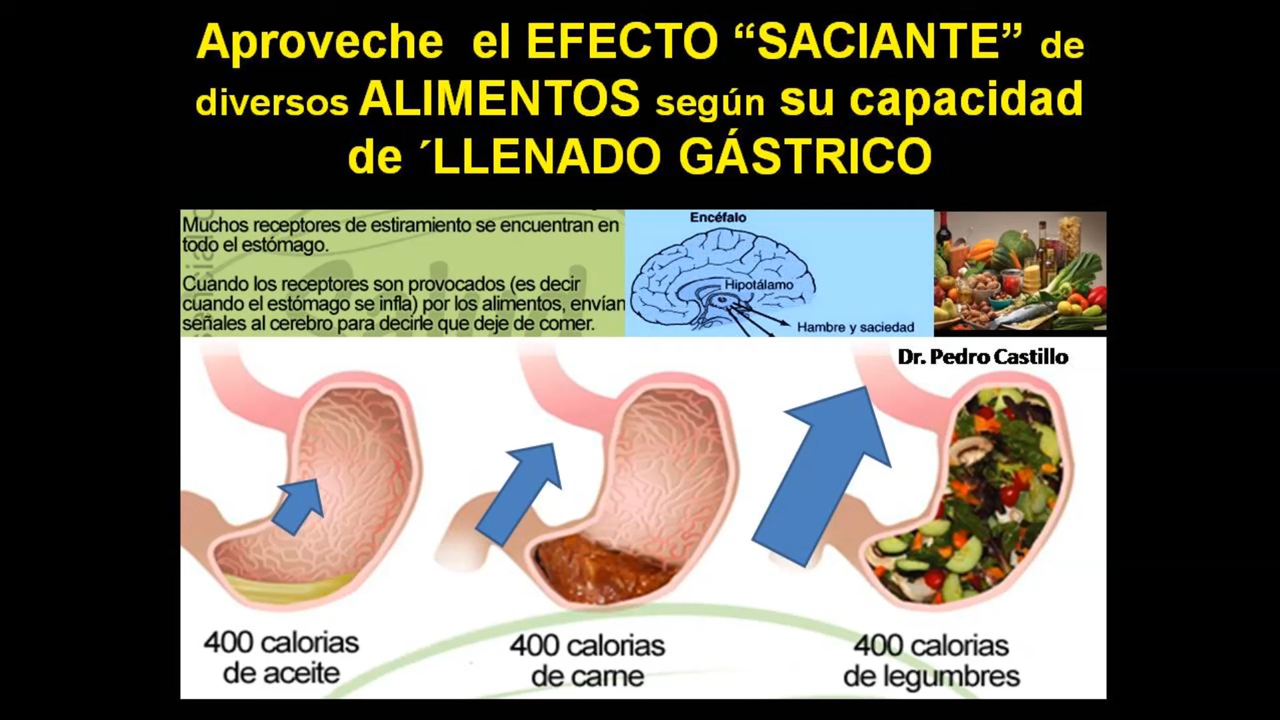 Aproveche el EFECTO “SACIANTE” de
diversos ALIMENTOS según su capacidad
de ´LLENADO GÁSTRICO
Muchos receptores de estiramiento se encuentran en
todo el estómago.
Cuando los receptores son provocados (es decir
cuando el estómago se infla) por los alimentos, envían
señales al cerebro para decirle que deje de comer.
Encéfalo
Hipotálamo
Hambre y saciedad
Dr. Pedro Castillo
400 calorias
de aceite
400 calorias
de carne
400 calorias
de legumbres